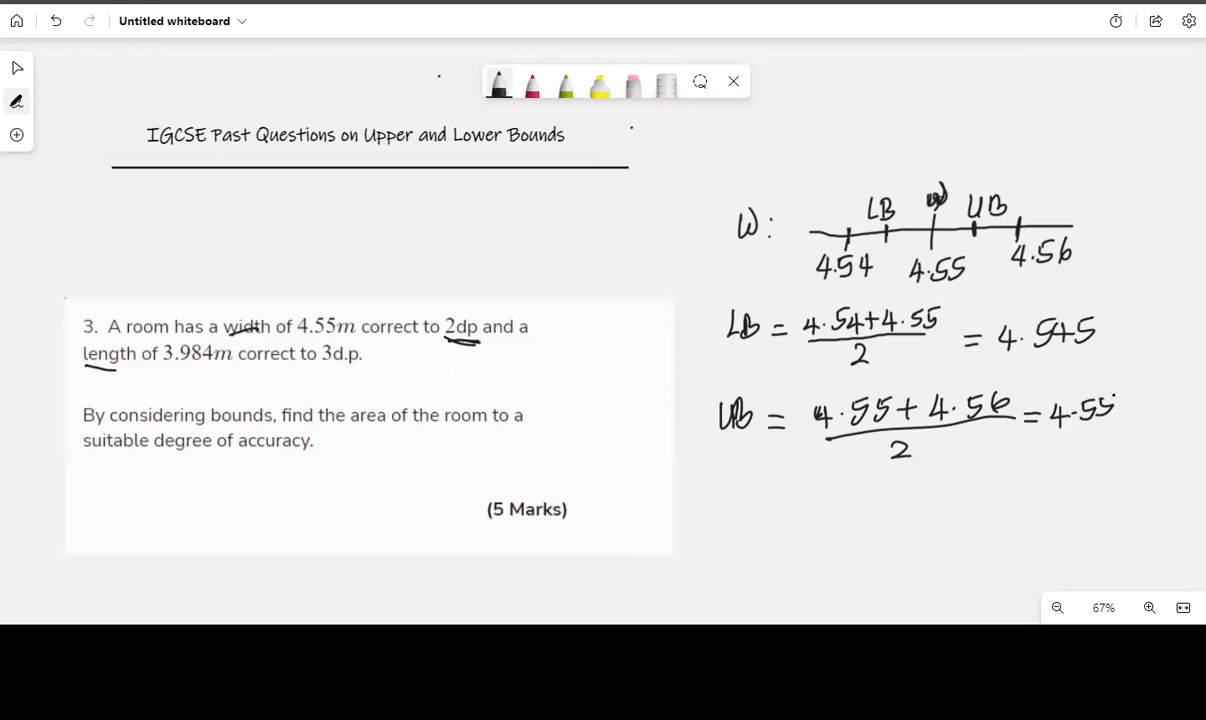 Untitled whiteboard
IGCSE Past Questions on Upper and Lower Bounds
W:
LB W UB
4.54 4.55 4.56
3. A room has a width of 4.55m correct to 2dp and a
length of 3.984m correct to 3d.p.
By considering bounds, find the area of the room to a
suitable degree of accuracy.
(5 Marks)
LB = 4.54+4.55 / 2 = 4.545
UB = 4.55+4.56 / 2 = 4.55
67%